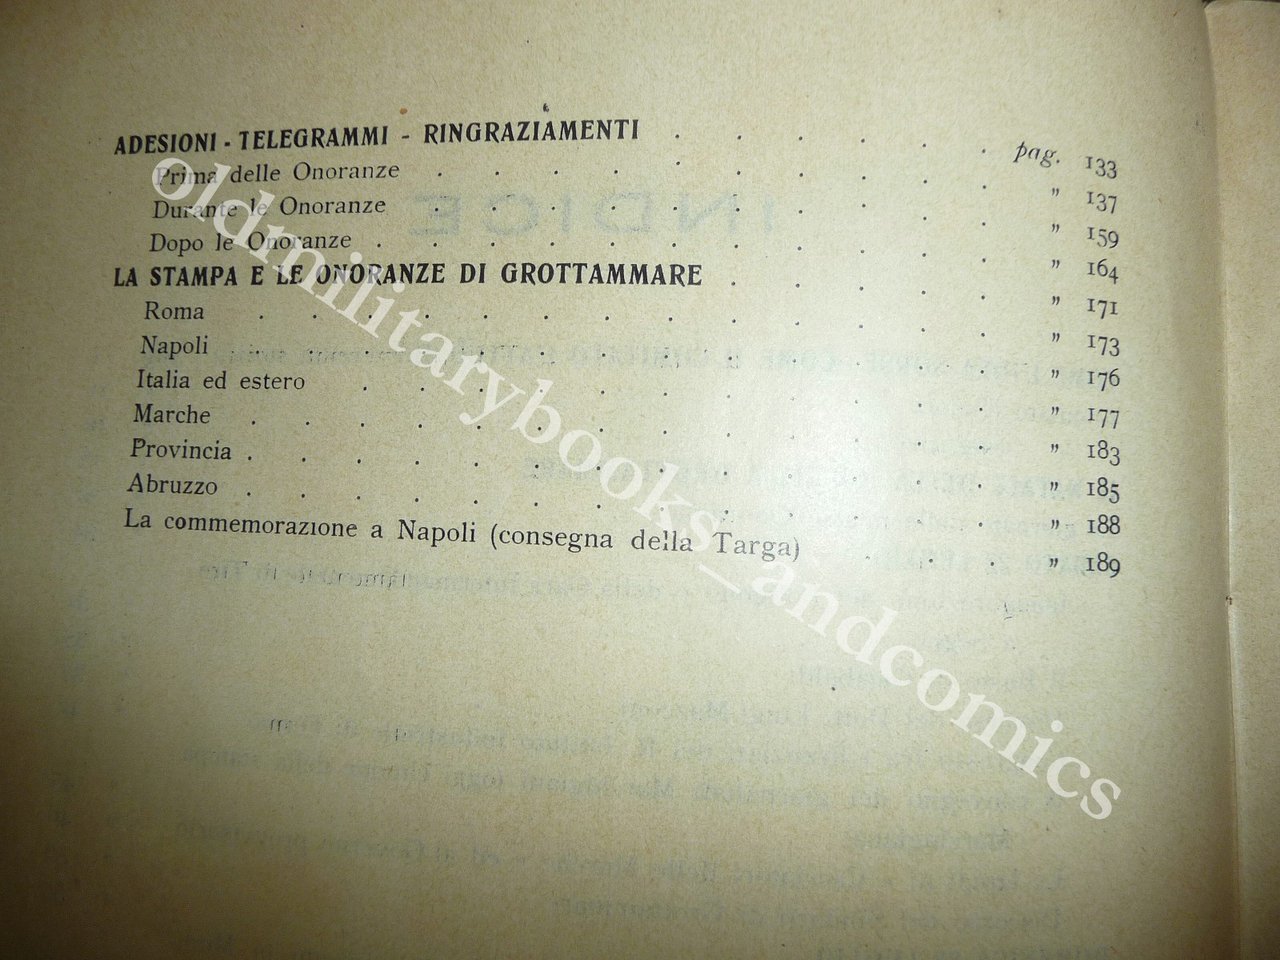 ADESIONI - TELEGRAMMI - RINGRAZIAMENTI . . . . . . pag. 133
Prima delle Onoranze . . . . . . . . . . „ 137
Durante le Onoranze . . . . . . . . . . „ 159
Dopo le Onoranze . . . . . . . . . . . „ 164
LA STAMPA E LE ONORANZE DI GROTTAMMARE . . . . . „ 171
Roma . . . . . . . . . . . . . „ 173
Napoli . . . . . . . . . . . . . „ 176
Italia ed estero . . . . . . . . . . . „ 177
Marche . . . . . . . . . . . . . „ 183
Provincia . . . . . . . . . . . . . „ 185
Abruzzo . . . . . . . . . . . . . „ 188
La commemorazione a Napoli (consegna della Targa) . . . „ 189
oldmilitarybooks_andcomics